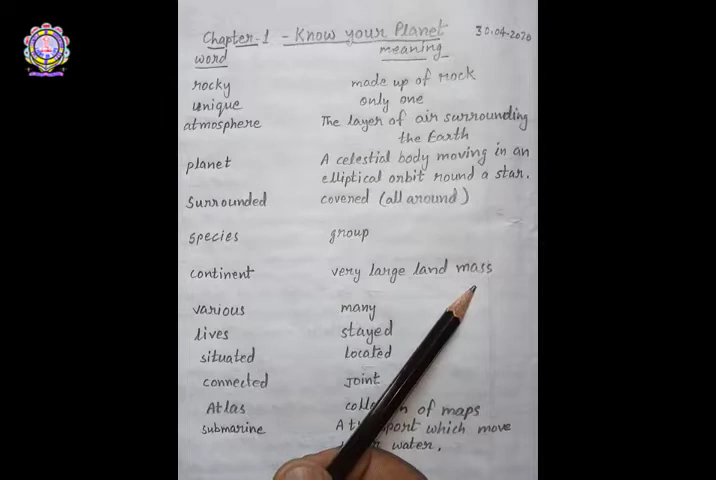 Chapter-1 - Know your Planet 30.04.2020
word meaning
rocky made up of rock
unique only one
atmosphere The layer of air surrounding
the Earth
planet A celestial body moving in an
elliptical orbit round a star.
Surrounded covered (all around)
species group
continent very large land mass
various many
lives stayed
situated Located
connected Joint
Atlas of maps
submarine A which move
water.